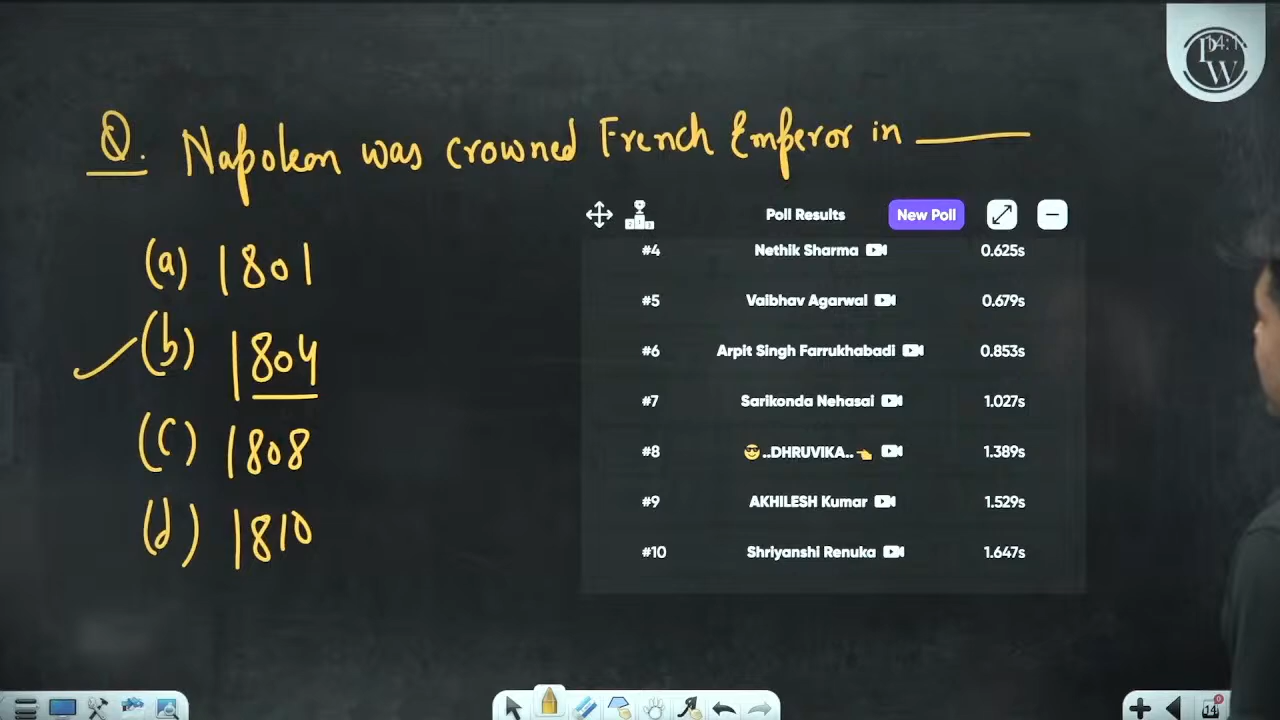 Q. Napoleon was crowned French Emperor in ______
(a) 1801
(b) 1804
(c) 1808
(d) 1810
Poll Results New Poll
#4 Nethik Sharma 0.625s
#5 Vaibhav Agarwal 0.679s
#6 Arpit Singh Farrukhabadi 0.853s
#7 Sarikonda Nehasai 1.027s
#8 😎..DHRUVIKA..👈 1.389s
#9 AKHILESH Kumar 1.529s
#10 Shriyanshi Renuka 1.647s
PW
14